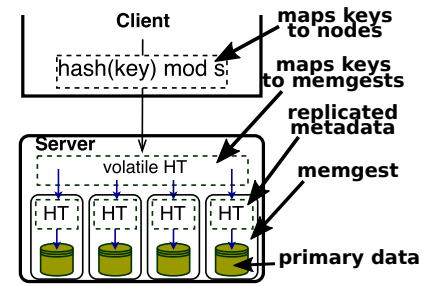 Client
maps keys
to nodes
hash(key) mod s
maps keys
to memgests
Server
replicated
metadata
volatile HT
memgest
HT HT HT HT
primary data